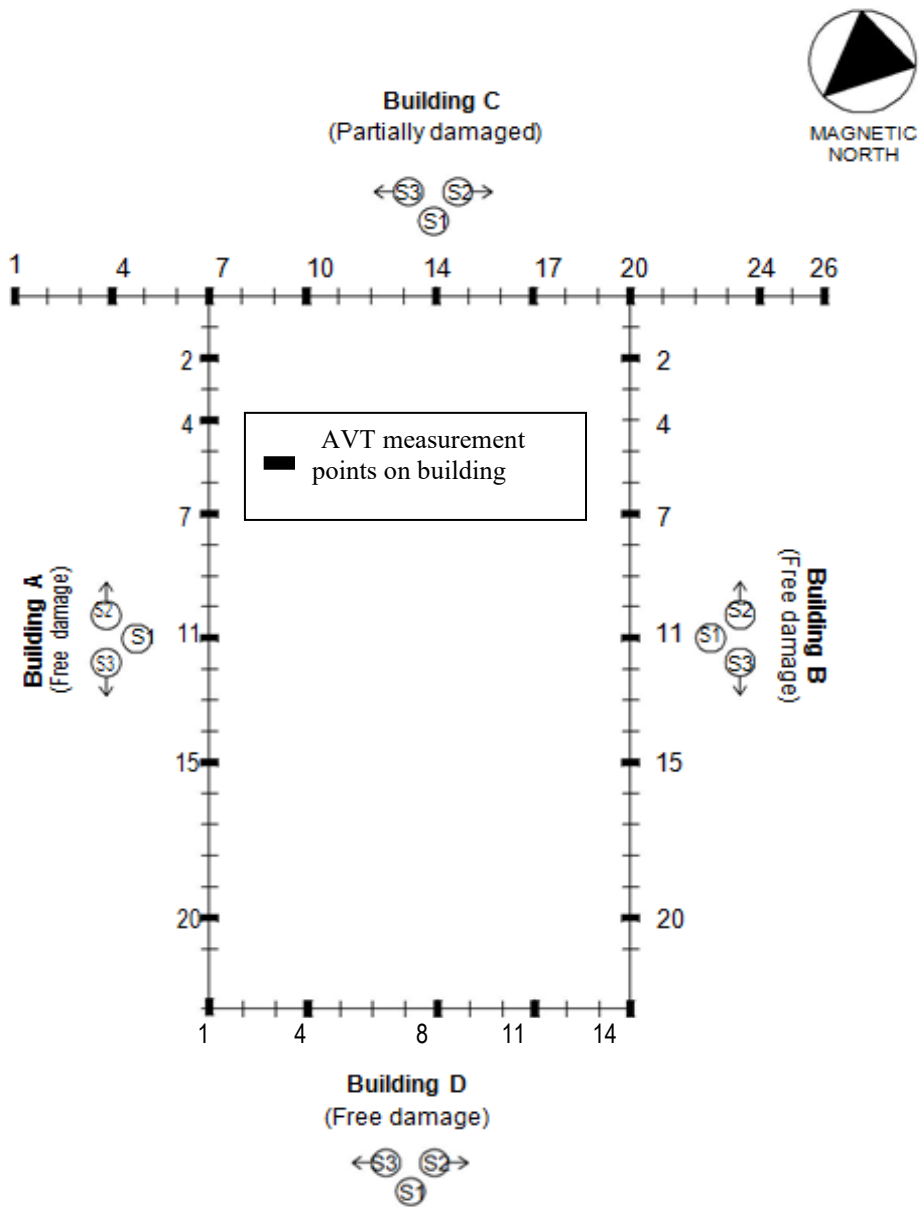 MAGNETIC
NORTH
Building C
(Partially damaged)
S3 S2
S1
1 4 7 10 14 17 20 24 26
2 2
4 4
AVT measurement
points on building
7 7
Building A
(Free damage)
S2
S1
S3
11 11
S2
S1
S3
Building B
(Free damage)
15 15
20 20
1 4 8 11 14
Building D
(Free damage)
S3 S2
S1